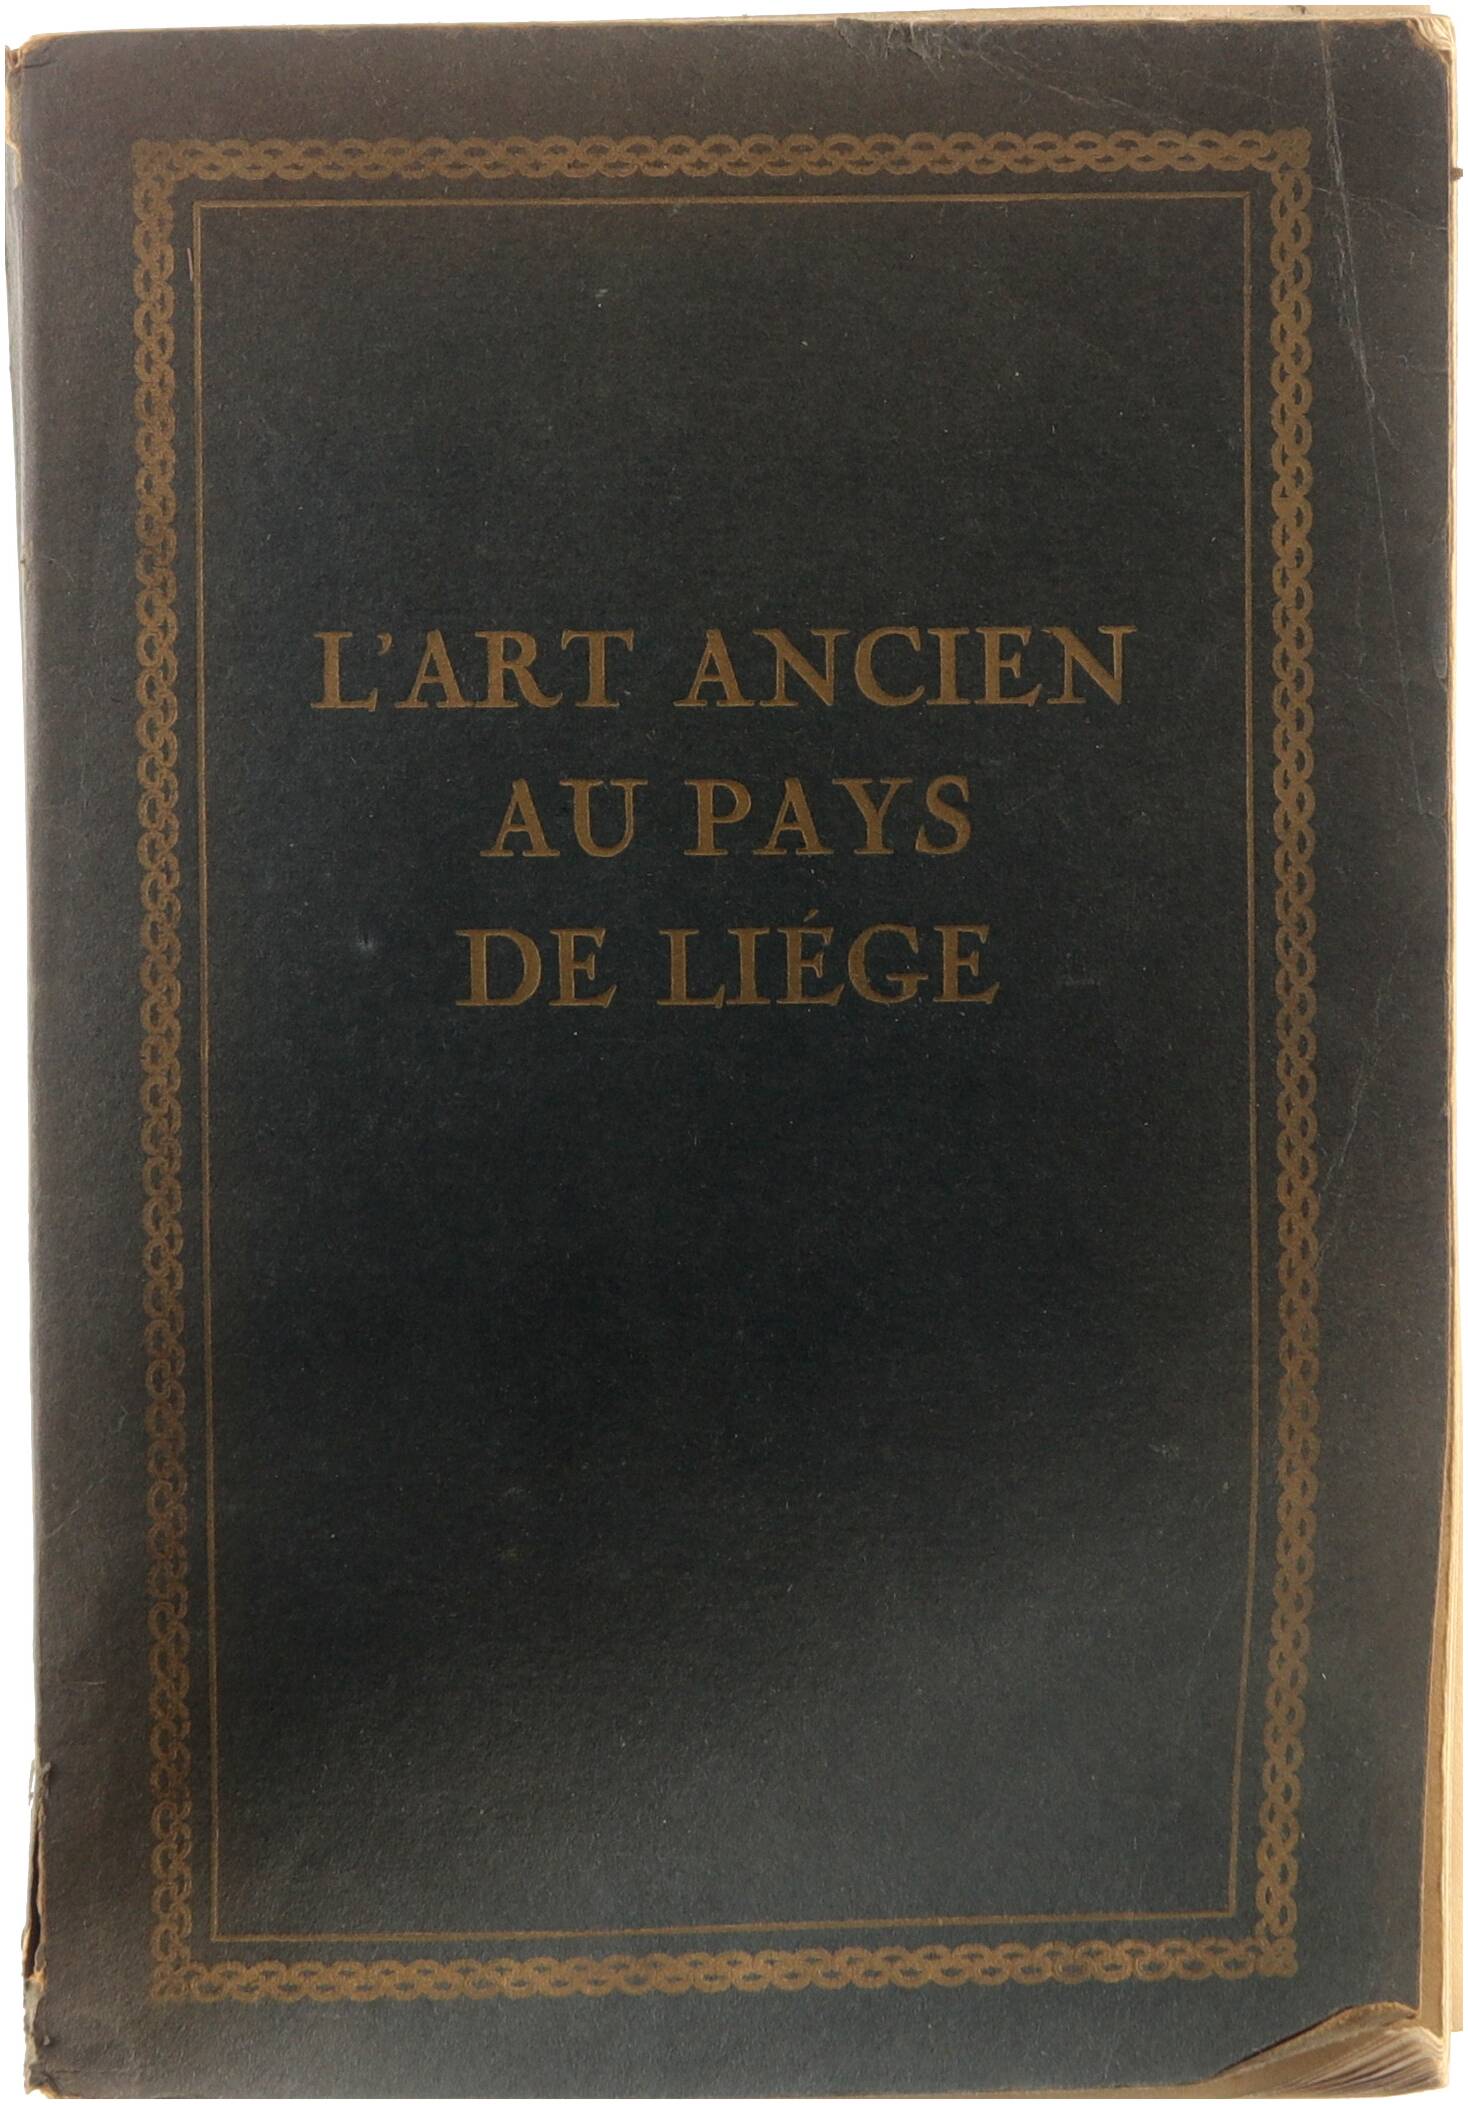 L'ART ANCIEN
AU PAYS
DE LIÉGE